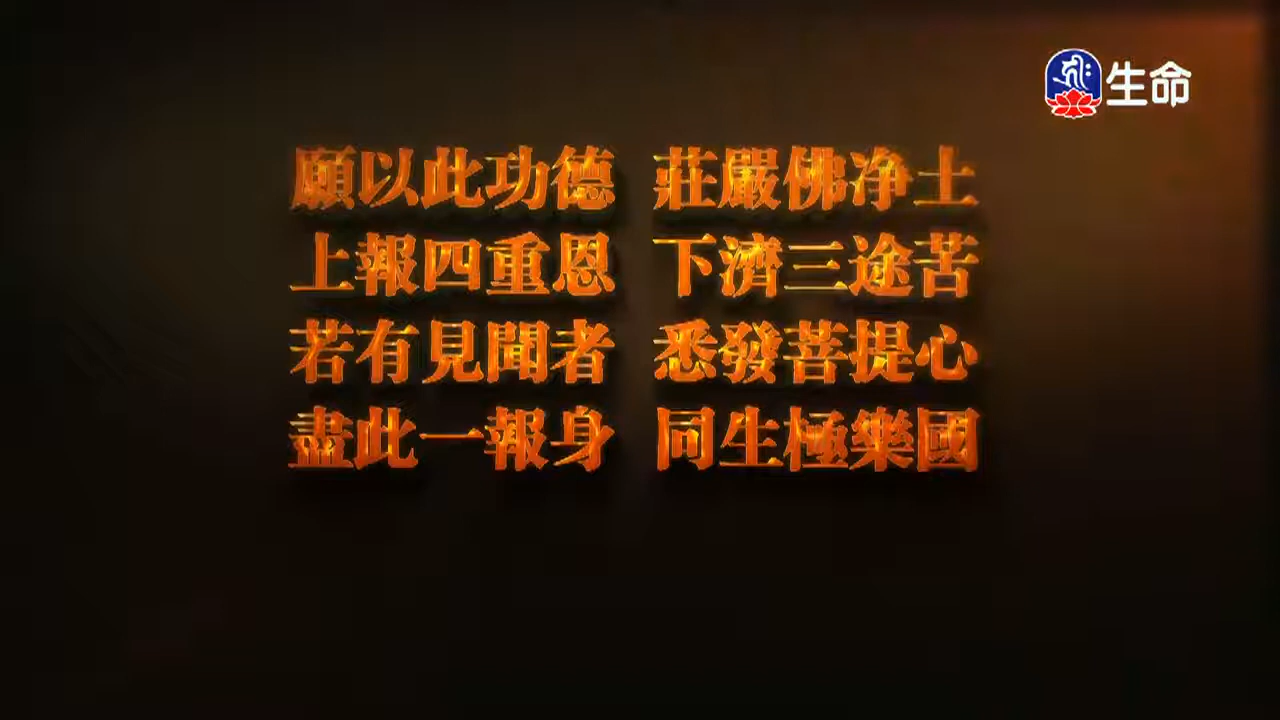 生命
願以此功德 莊嚴佛净土
上報四重恩 下濟三途苦
若有見聞者 悉發菩提心
盡此一報身 同生極樂國